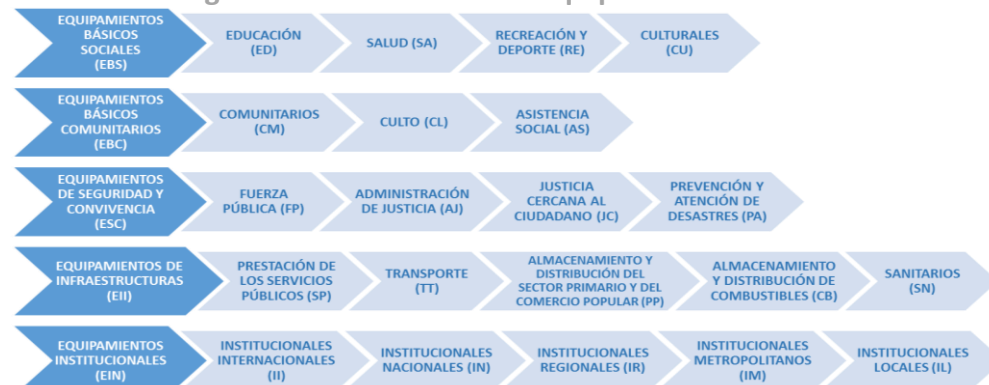 EQUIPAMIENTOS
BÁSICOS
SOCIALES
(EBS)
EDUCACIÓN
(ED)
SALUD (SA)
RECREACIÓN Y
DEPORTE (RE)
CULTURALES
(CU)
EQUIPAMIENTOS
BÁSICOS
COMUNITARIOS
(EBC)
COMUNITARIOS
(CM)
CULTO (CL)
ASISTENCIA
SOCIAL (AS)
EQUIPAMIENTOS
DE SEGURIDAD Y
CONVIVENCIA
(ESC)
FUERZA
PÚBLICA (FP)
ADMINISTRACIÓN
DE JUSTICIA (AJ)
JUSTICIA
CERCANA AL
CIUDADANO (JC)
PREVENCIÓN Y
ATENCIÓN DE
DESASTRES (PA)
EQUIPAMIENTOS DE
INFRAESTRUCTURAS
(EII)
PRESTACIÓN DE
LOS SERVICIOS
PÚBLICOS (SP)
TRANSPORTE
(TT)
ALMACENAMIENTO Y
DISTRIBUCIÓN DEL
SECTOR PRIMARIO Y DEL
COMERCIO POPULAR (PP)
ALMACENAMIENTO
Y DISTRIBUCIÓN DE
COMBUSTIBLES (CB)
SANITARIOS
(SN)
EQUIPAMIENTOS
INSTITUCIONALES
(EIN)
INSTITUCIONALES
INTERNACIONALES
(II)
INSTITUCIONALES
NACIONALES (IN)
INSTITUCIONALES
REGIONALES (IR)
INSTITUCIONALES
METROPOLITANOS
(IM)
INSTITUCIONALES
LOCALES (IL)